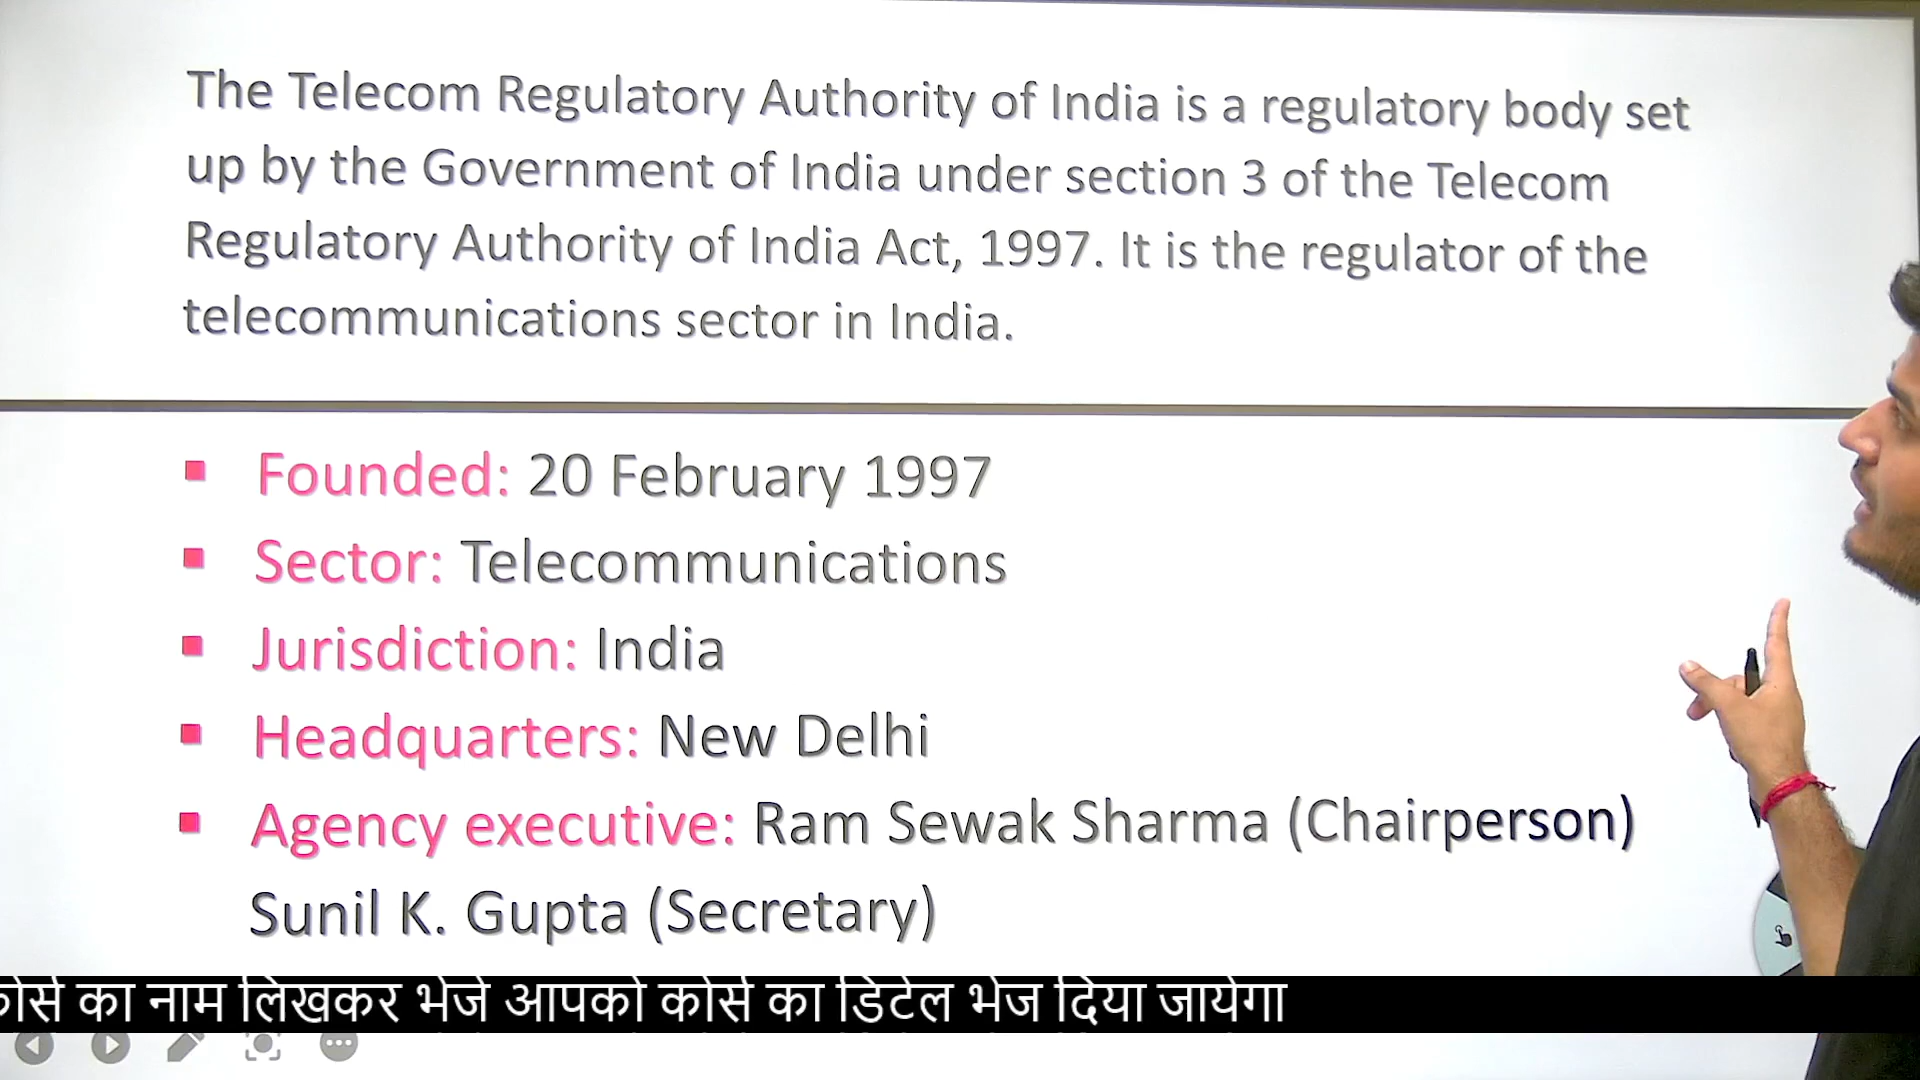 The Telecom Regulatory Authority of India is a regulatory body set
up by the Government of India under section 3 of the Telecom
Regulatory Authority of India Act, 1997. It is the regulator of the
telecommunications sector in India.
▪ Founded: 20 February 1997
▪ Sector: Telecommunications
▪ Jurisdiction: India
▪ Headquarters: New Delhi
▪ Agency executive: Ram Sewak Sharma (Chairperson)
Sunil K. Gupta (Secretary)
का नाम लिखकर भेजे आपको कोर्स का डिटेल भेज दिया जायेगा